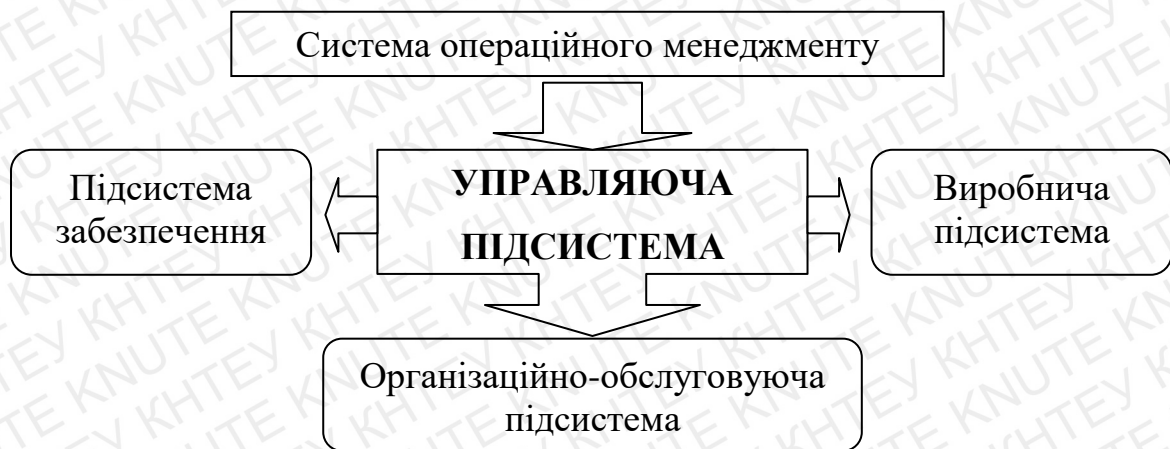 Система операційного менеджменту
Підсистема
забезпечення
УПРАВЛЯЮЧА
ПІДСИСТЕМА
Виробнича
підсистема
Організаційно-обслуговуюча
підсистема